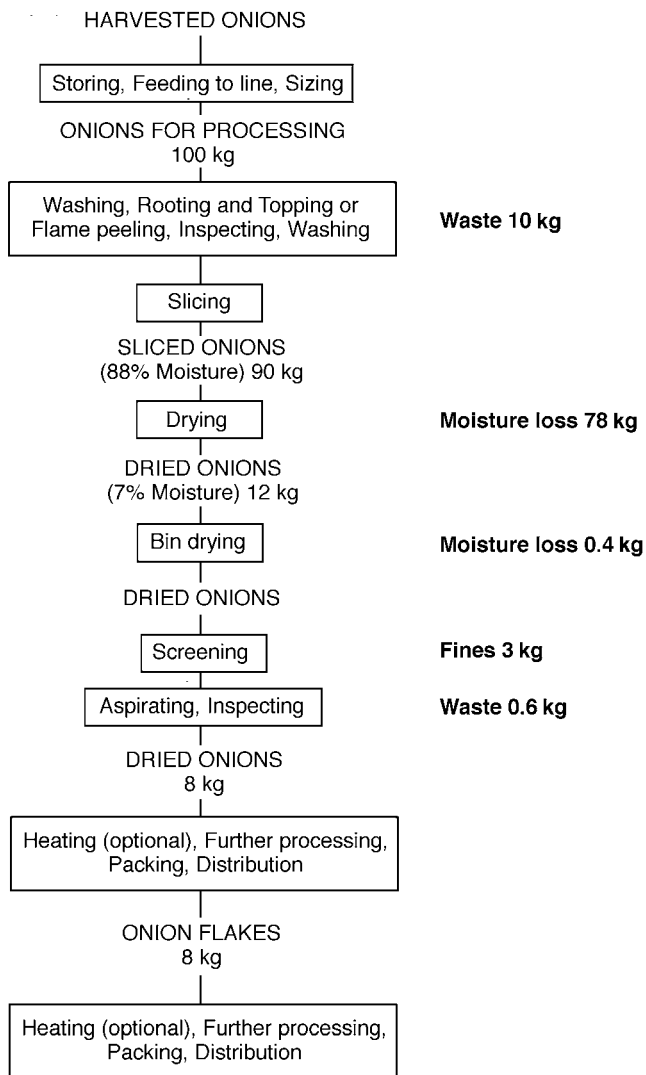 HARVESTED ONIONS
Storing, Feeding to line, Sizing
ONIONS FOR PROCESSING
100 kg
Washing, Rooting and Topping or
Flame peeling, Inspecting, Washing
Waste 10 kg
Slicing
SLICED ONIONS
(88% Moisture) 90 kg
Drying
Moisture loss 78 kg
DRIED ONIONS
(7% Moisture) 12 kg
Bin drying
Moisture loss 0.4 kg
DRIED ONIONS
Screening
Fines 3 kg
Aspirating, Inspecting
Waste 0.6 kg
DRIED ONIONS
8 kg
Heating (optional), Further processing,
Packing, Distribution
ONION FLAKES
8 kg
Heating (optional), Further processing,
Packing, Distribution